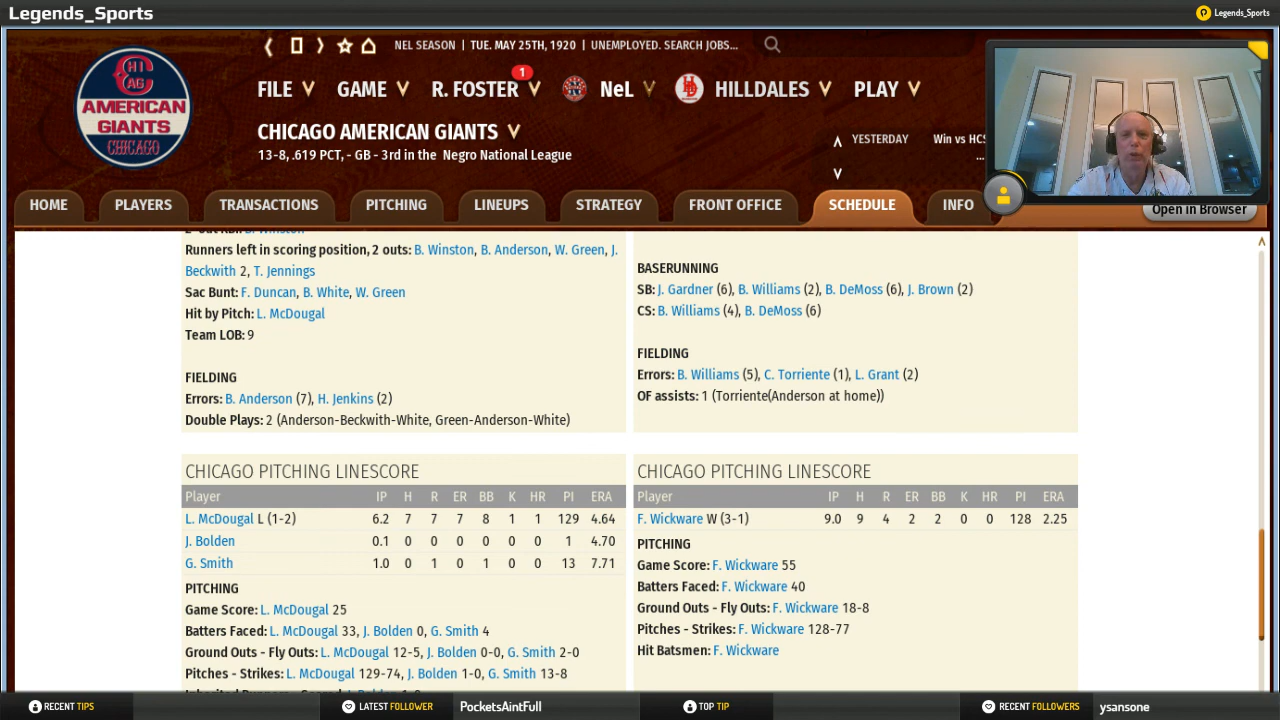 Legends_Sports
Legends_Sports
NEL SEASON | TUE. MAY 25TH, 1920 | UNEMPLOYED. SEARCH JOBS...
CHI
AG
AMERICAN
GIANTS
CHICAGO
FILE GAME R. FOSTER 1 NeL HILLDALES PLAY
CHICAGO AMERICAN GIANTS
13-8, .619 PCT, - GB - 3rd in the Negro National League
YESTERDAY Win vs HCS
...
HOME PLAYERS TRANSACTIONS PITCHING LINEUPS STRATEGY FRONT OFFICE SCHEDULE INFO
Open in Browser
2-out RBI: B. Winston
Runners left in scoring position, 2 outs: B. Winston, B. Anderson, W. Green, J.
Beckwith 2, T. Jennings
Sac Bunt: F. Duncan, B. White, W. Green
Hit by Pitch: L. McDougal
Team LOB: 9
FIELDING
Errors: B. Anderson (7), H. Jenkins (2)
Double Plays: 2 (Anderson-Beckwith-White, Green-Anderson-White)
BASERUNNING
SB: J. Gardner (6), B. Williams (2), B. DeMoss (6), J. Brown (2)
CS: B. Williams (4), B. DeMoss (6)
FIELDING
Errors: B. Williams (5), C. Torriente (1), L. Grant (2)
OF assists: 1 (Torriente(Anderson at home))
CHICAGO PITCHING LINESCORE
Player IP H R ER BB K HR PI ERA
L. McDougal L (1-2) 6.2 7 7 7 8 1 1 129 4.64
J. Bolden 0.1 0 0 0 0 0 0 1 4.70
G. Smith 1.0 0 1 0 1 0 0 13 7.71
PITCHING
Game Score: L. McDougal 25
Batters Faced: L. McDougal 33, J. Bolden 0, G. Smith 4
Ground Outs - Fly Outs: L. McDougal 12-5, J. Bolden 0-0, G. Smith 2-0
Pitches - Strikes: L. McDougal 129-74, J. Bolden 1-0, G. Smith 13-8
CHICAGO PITCHING LINESCORE
Player IP H R ER BB K HR PI ERA
F. Wickware W (3-1) 9.0 9 4 2 2 0 0 128 2.25
PITCHING
Game Score: F. Wickware 55
Batters Faced: F. Wickware 40
Ground Outs - Fly Outs: F. Wickware 18-8
Pitches - Strikes: F. Wickware 128-77
Hit Batsmen: F. Wickware
RECENT TIPS LATEST FOLLOWER PocketsAintFull TOP TIP RECENT FOLLOWERS ysansone